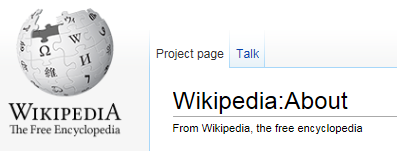 WIKIPEDIA
The Free Encyclopedia
Project page
Talk
Wikipedia:About
From Wikipedia, the free encyclopedia